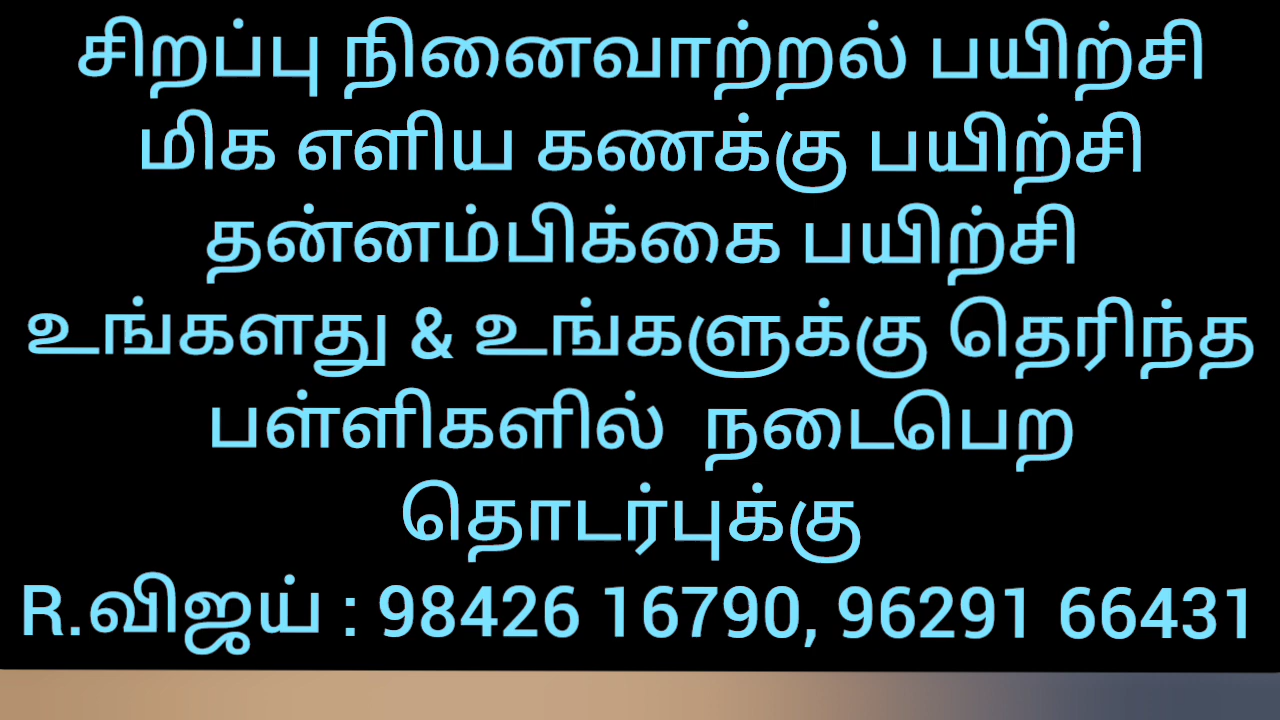 சிறப்பு நினைவாற்றல் பயிற்சி
மிக எளிய கணக்கு பயிற்சி
தன்னம்பிக்கை பயிற்சி
உங்களது & உங்களுக்கு தெரிந்த
பள்ளிகளில் நடைபெற
தொடர்புக்கு
R.விஜய் : 98426 16790, 96291 66431